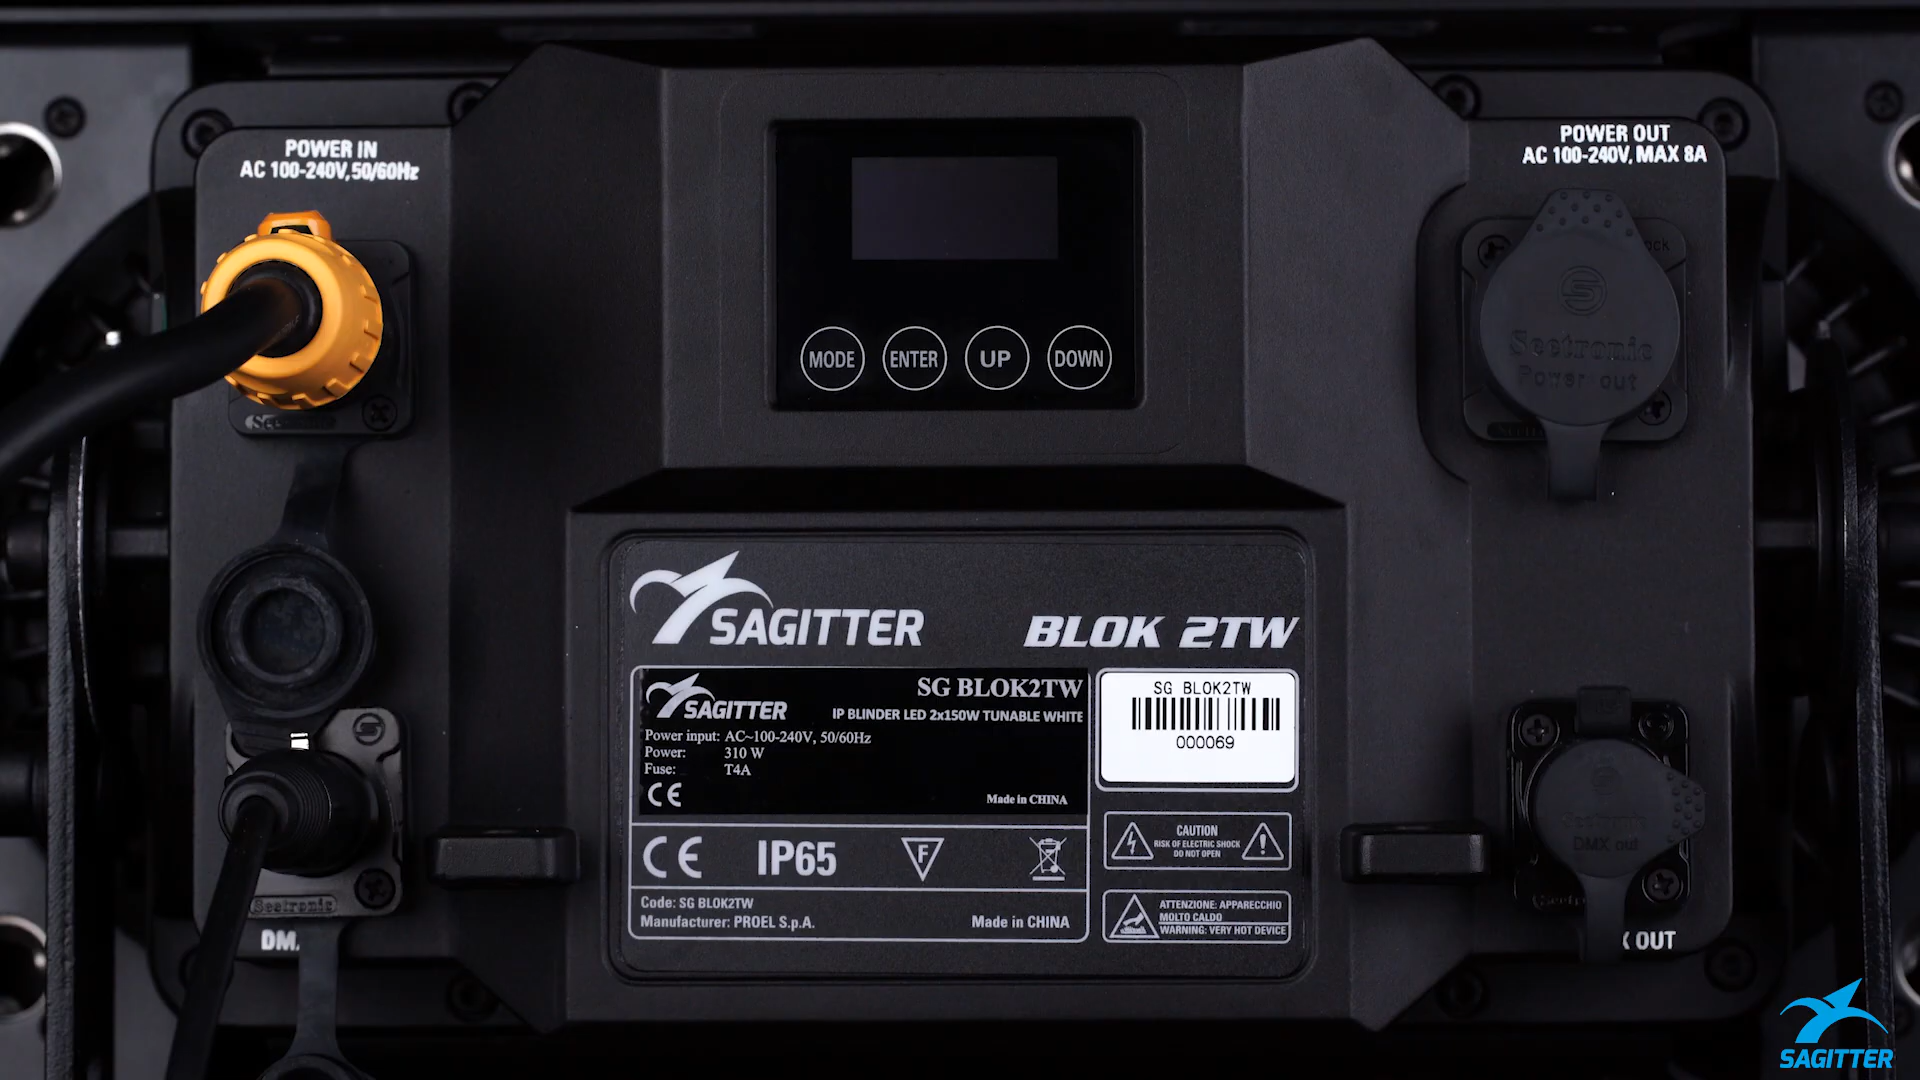 POWER IN
AC 100-240V, 50/60Hz
POWER OUT
AC 100-240V, MAX 8A
MODE
ENTER
UP
DOWN
Seetronic
Power out
SAGITTER
BLOK 2TW
SAGITTER
SG BLOK2TW
IP BLINDER LED 2x150W TUNABLE WHITE
Power input: AC~100-240V, 50/60Hz
Power: 310 W
Fuse: T4A
CE
Made in CHINA
SG BLOK2TW
000069
CE IP65 F
Code: SG BLOK2TW
Manufacturer: PROEL S.p.A.
Made in CHINA
CAUTION
RISK OF ELECTRIC SHOCK
DO NOT OPEN
ATTENZIONE: APPARECCHIO
MOLTO CALDO
WARNING: VERY HOT DEVICE
Seetronic
DMX out
OUT
SAGITTER